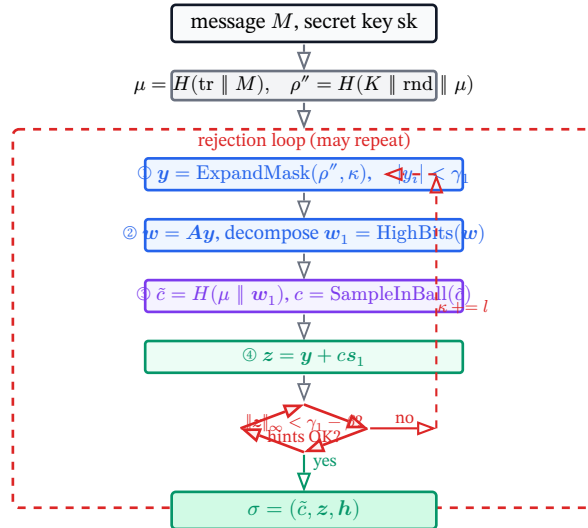 message M, secret key sk
μ = H(tr ∥ M), ρ″ = H(K ∥ rnd ∥ μ)
rejection loop (may repeat)
① y = ExpandMask(ρ″, κ), |yᵢ| < γ₁
② w = Ay, decompose w₁ = HighBits(w)
③ c̃ = H(μ ∥ w₁), c = SampleInBall(c̃)
κ += l
④ z = y + cs₁
‖z‖∞ < γ₁ −
hints OK?
no
yes
σ = (c̃, z, h)